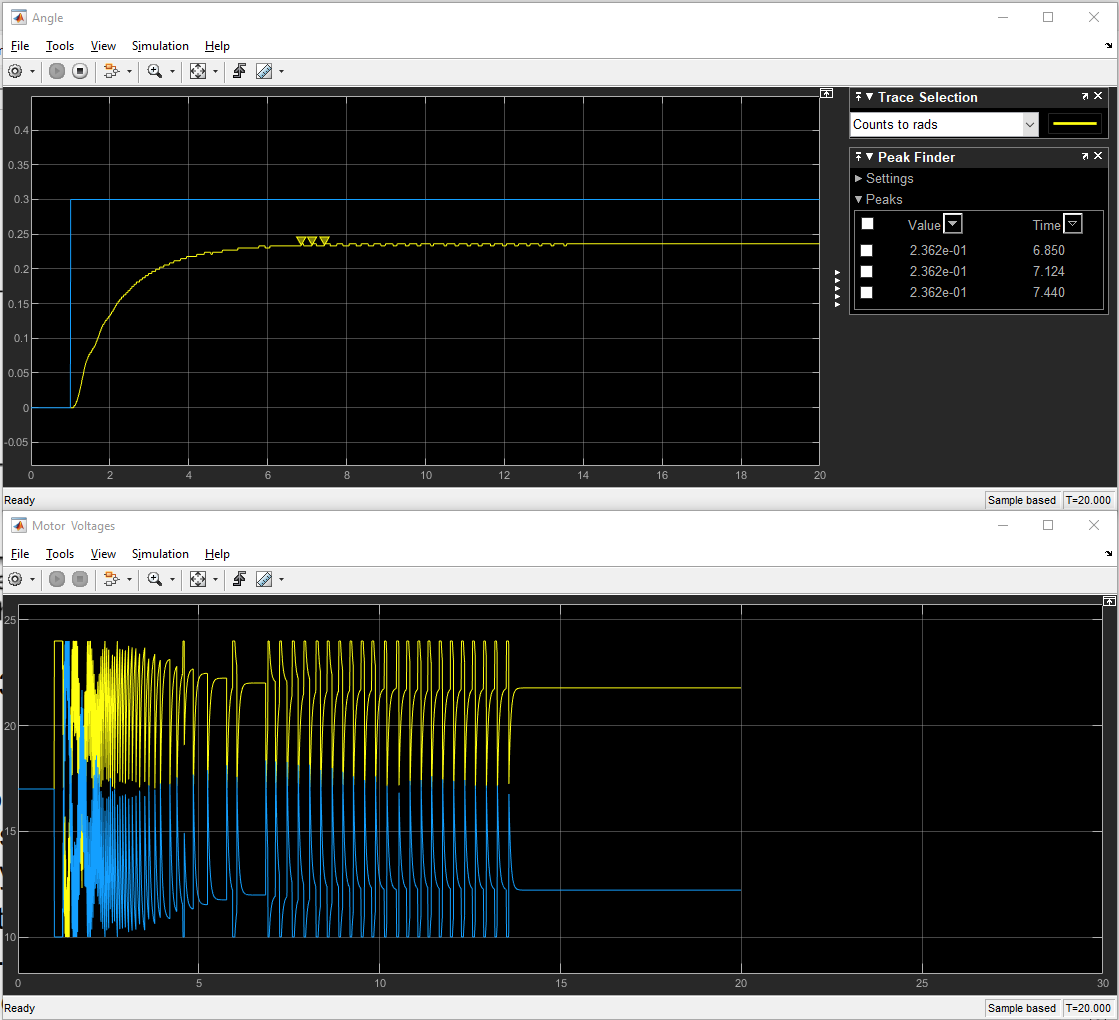 Angle
File Tools View Simulation Help
Trace Selection
Counts to rads
Peak Finder
Settings
Peaks
Value Time
2.362e-01 6.850
2.362e-01 7.124
2.362e-01 7.440
0.4
0.35
0.3
0.25
0.2
0.15
0.1
0.05
0
-0.05
0 2 4 6 8 10 12 14 16 18 20
Ready Sample based T=20.000
Motor Voltages
File Tools View Simulation Help
25
20
15
10
0 5 10 15 20 25 30
Ready Sample based T=20.000